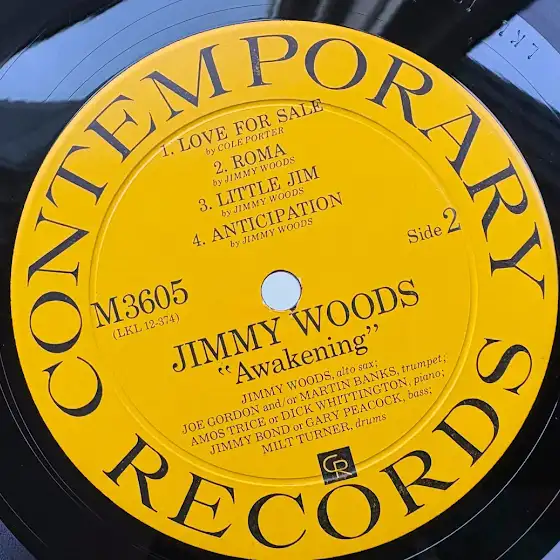 CONTEMPORARY RECORDS
1. LOVE FOR SALE
by COLE PORTER
2. ROMA
by JIMMY WOODS
3. LITTLE JIM
by JIMMY WOODS
4. ANTICIPATION
by JIMMY WOODS
Side 2
M3605
(LKL 12-374)
JIMMY WOODS
"Awakening"
JIMMY WOODS, alto sax;
JOE GORDON and/or MARTIN BANKS, trumpet;
AMOS TRICE or DICK WHITTINGTON, piano;
JIMMY BOND or GARY PEACOCK, bass;
MILT TURNER, drums
CR